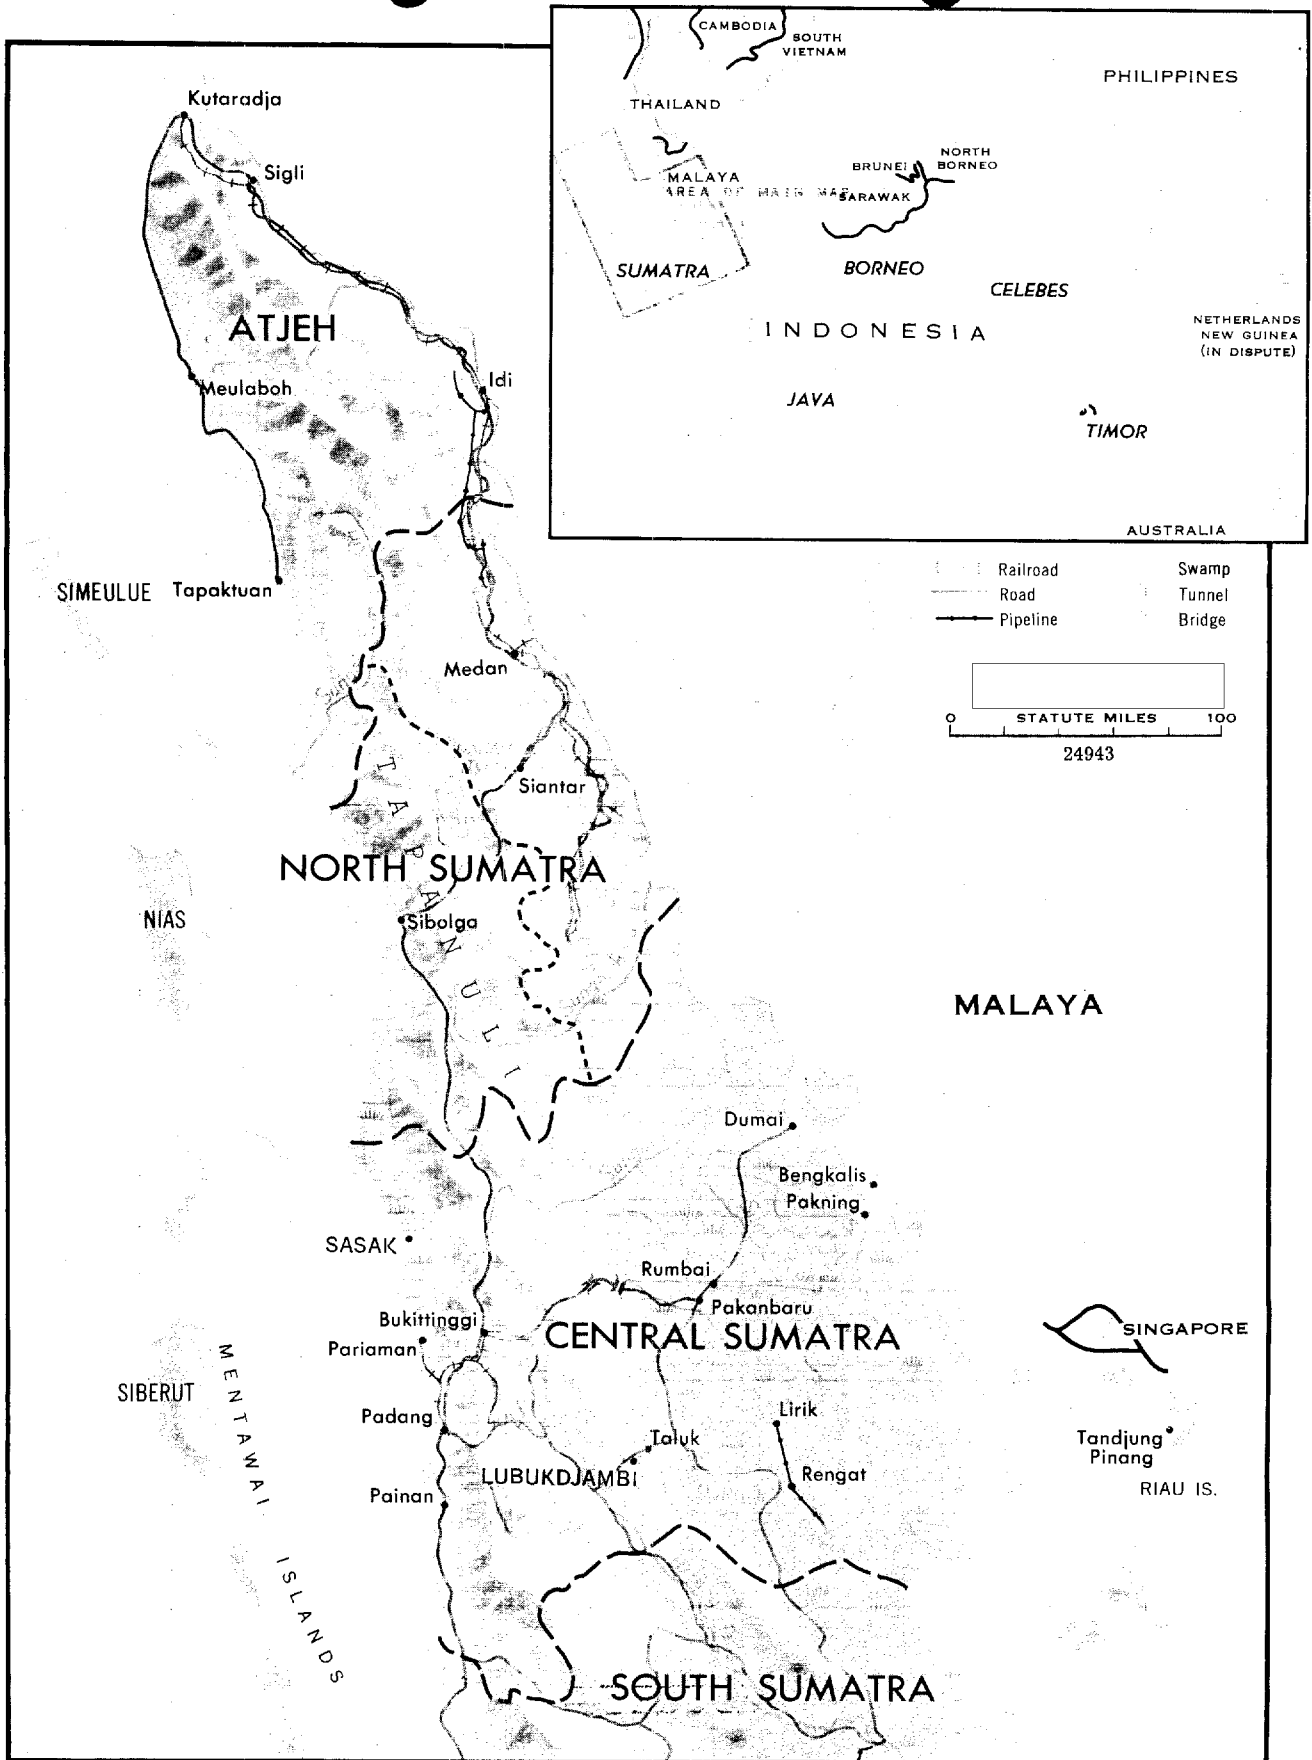 CAMBODIA
SOUTH
VIETNAM
PHILIPPINES
THAILAND
BRUNEI
NORTH
BORNEO
MALAYA
AREA OF MAIN MAP
SARAWAK
SUMATRA
BORNEO
CELEBES
INDONESIA
NETHERLANDS
NEW GUINEA
(IN DISPUTE)
JAVA
TIMOR
AUSTRALIA
Kutaradja
Sigli
ATJEH
Meulaboh
Idi
SIMEULUE
Tapaktuan
Railroad
Road
Pipeline
Swamp
Tunnel
Bridge
0 STATUTE MILES 100
24943
Medan
Siantar
TAPANULI
NORTH SUMATRA
NIAS
Sibolga
MALAYA
Dumai
Bengkalis
Pakning
SASAK
Rumbai
Pakanbaru
Bukittinggi
Pariaman
CENTRAL SUMATRA
SINGAPORE
SIBERUT
MENTAWAI ISLANDS
Padang
Lirik
Taluk
Tandjung
Pinang
LUBUKDJAMBI
Rengat
RIAU IS.
Painan
SOUTH SUMATRA